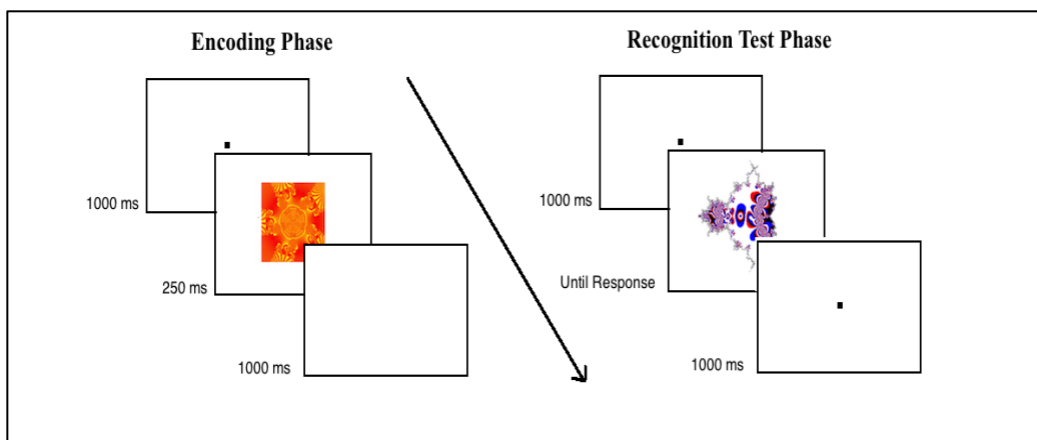 Encoding Phase
1000 ms
250 ms
1000 ms
Recognition Test Phase
1000 ms
Until Response
1000 ms